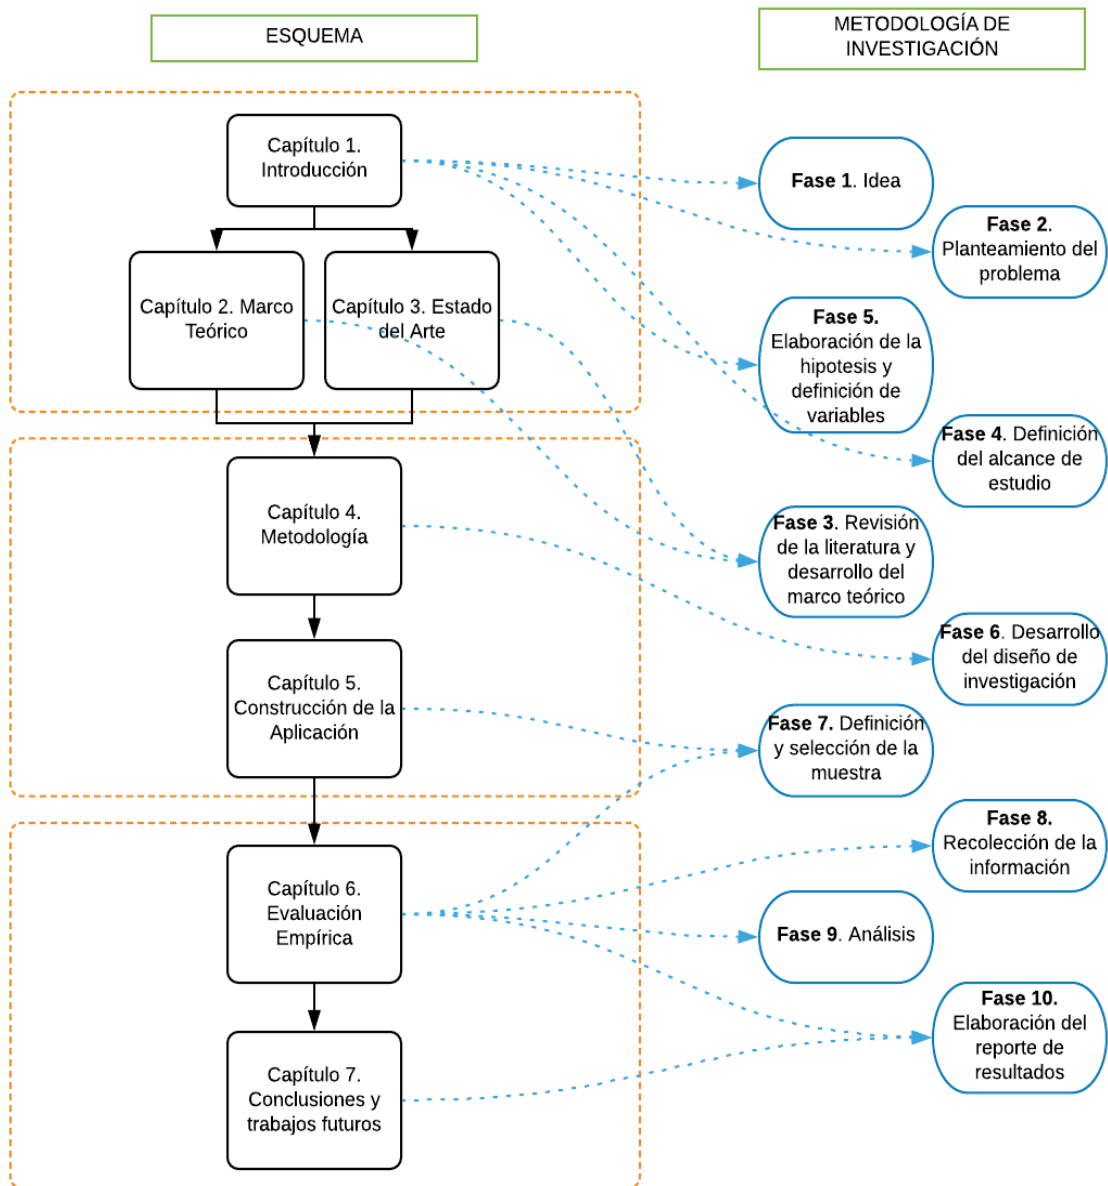 ESQUEMA
METODOLOGÍA DE
INVESTIGACIÓN
Capítulo 1.
Introducción
Capítulo 2. Marco
Teórico
Capítulo 3. Estado
del Arte
Capítulo 4.
Metodología
Capítulo 5.
Construcción de la
Aplicación
Capítulo 6.
Evaluación
Empírica
Capítulo 7.
Conclusiones y
trabajos futuros
Fase 1. Idea
Fase 2.
Planteamiento del
problema
Fase 5.
Elaboración de la
hipotesis y
definición de
variables
Fase 4. Definición
del alcance de
estudio
Fase 3. Revisión
de la literatura y
desarrollo del
marco teórico
Fase 6. Desarrollo
del diseño de
investigación
Fase 7. Definición
y selección de la
muestra
Fase 8.
Recolección de la
información
Fase 9. Análisis
Fase 10.
Elaboración del
reporte de
resultados